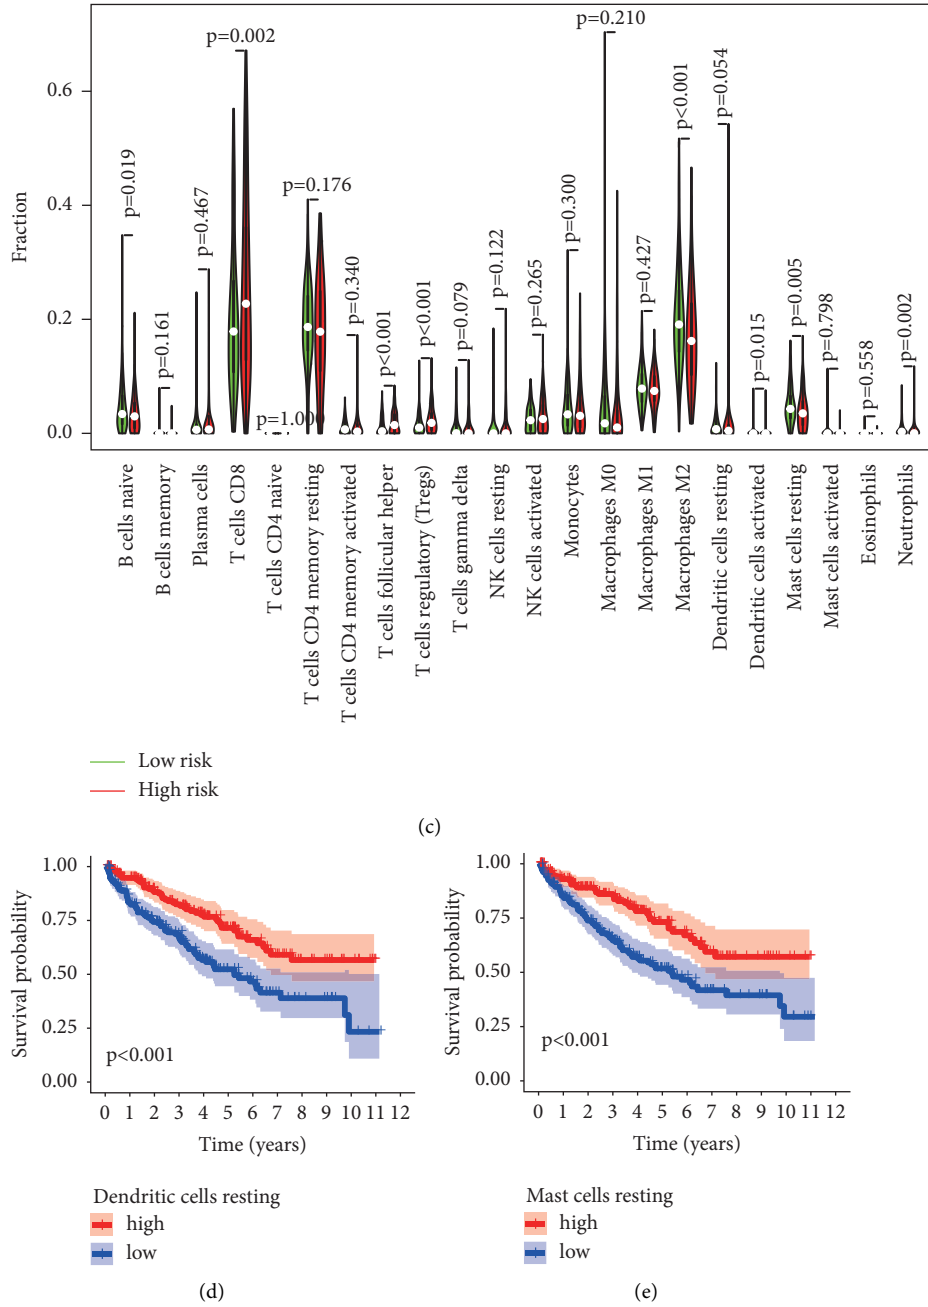 (c)
p=0.210
p=0.002
0.6
p=0.054
p<0.001
p=0.019
p=0.467
p=0.176
0.4
p=0.300
Fraction
p=0.161
p=0.340
p<0.001
p<0.001
p=0.079
p=0.122
p=0.265
p=0.427
p=0.015
p=0.005
p=0.798
p=0.558
p=0.002
0.2
p=1.000
0.0
B cells naive
B cells memory
Plasma cells
T cells CD8
T cells CD4 naive
T cells CD4 memory resting
T cells CD4 memory activated
T cells follicular helper
T cells regulatory (Tregs)
T cells gamma delta
NK cells resting
NK cells activated
Monocytes
Macrophages M0
Macrophages M1
Macrophages M2
Dendritic cells resting
Dendritic cells activated
Mast cells resting
Mast cells activated
Eosinophils
Neutrophils
Low risk
High risk
1.00
0.75
0.50
0.25
0.00
Survival probability
p<0.001
0 1 2 3 4 5 6 7 8 9 10 11 12
Time (years)
Dendritic cells resting
high
low
(d)
1.00
0.75
0.50
0.25
0.00
Survival probability
p<0.001
0 1 2 3 4 5 6 7 8 9 10 11 12
Time (years)
Mast cells resting
high
low
(e)